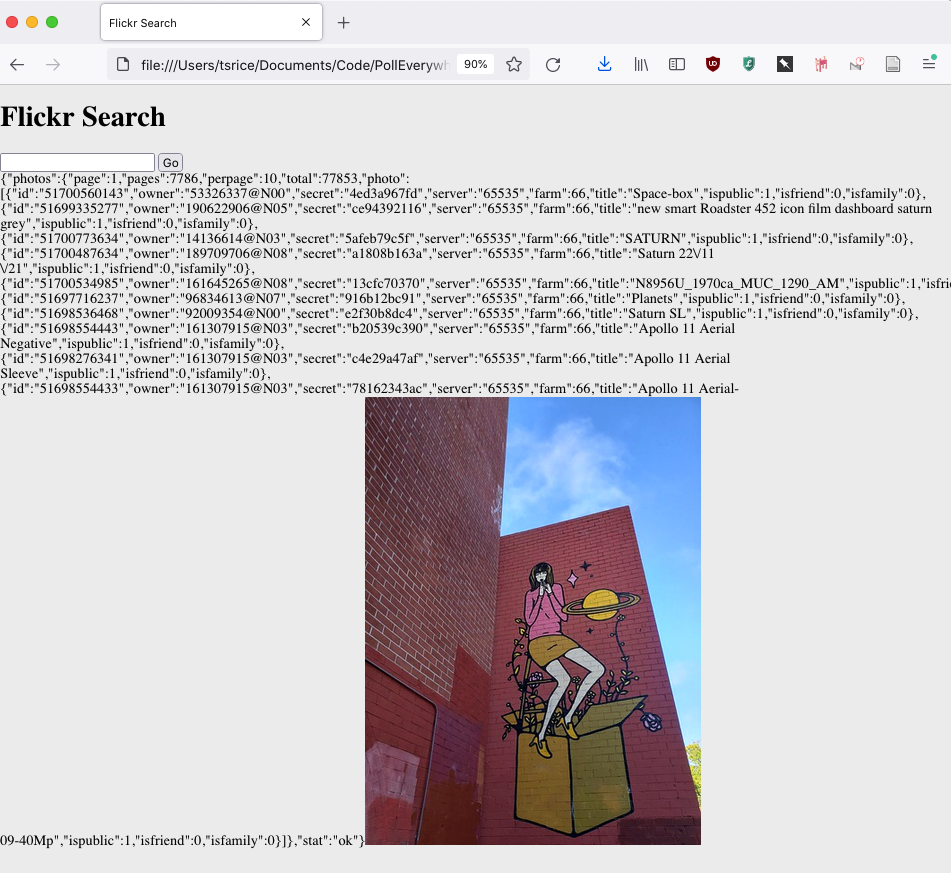 Flickr Search
file:///Users/tsrice/Documents/Code/PollEverywh
90%
Flickr Search
Go
{"photos":{"page":1,"pages":7786,"perpage":10,"total":77853,"photo":
[{"id":"51700560143","owner":"53326337@N00","secret":"4ed3a967fd","server":"65535","farm":66,"title":"Space-box","ispublic":1,"isfriend":0,"isfamily":0},
{"id":"51699335277","owner":"190622906@N05","secret":"ce94392116","server":"65535","farm":66,"title":"new smart Roadster 452 icon film dashboard saturn
grey","ispublic":1,"isfriend":0,"isfamily":0},
{"id":"51700773634","owner":"14136614@N03","secret":"5afeb79c5f","server":"65535","farm":66,"title":"SATURN","ispublic":1,"isfriend":0,"isfamily":0},
{"id":"51700487634","owner":"189709706@N08","secret":"a1808b163a","server":"65535","farm":66,"title":"Saturn 22\/11
\/21","ispublic":1,"isfriend":0,"isfamily":0},
{"id":"51700534985","owner":"161645265@N08","secret":"13cfc70370","server":"65535","farm":66,"title":"N8956U_1970ca_MUC_1290_AM","ispublic":1,"isfrie
{"id":"51697716237","owner":"96834613@N07","secret":"916b12bc91","server":"65535","farm":66,"title":"Planets","ispublic":1,"isfriend":0,"isfamily":0},
{"id":"51698536468","owner":"92009354@N00","secret":"e2f30b8dc4","server":"65535","farm":66,"title":"Saturn SL","ispublic":1,"isfriend":0,"isfamily":0},
{"id":"51698554443","owner":"161307915@N03","secret":"b20539c390","server":"65535","farm":66,"title":"Apollo 11 Aerial
Negative","ispublic":1,"isfriend":0,"isfamily":0},
{"id":"51698276341","owner":"161307915@N03","secret":"c4e29a47af","server":"65535","farm":66,"title":"Apollo 11 Aerial
Sleeve","ispublic":1,"isfriend":0,"isfamily":0},
{"id":"51698554433","owner":"161307915@N03","secret":"78162343ac","server":"65535","farm":66,"title":"Apollo 11 Aerial-
09-40Mp","ispublic":1,"isfriend":0,"isfamily":0}]},"stat":"ok"}